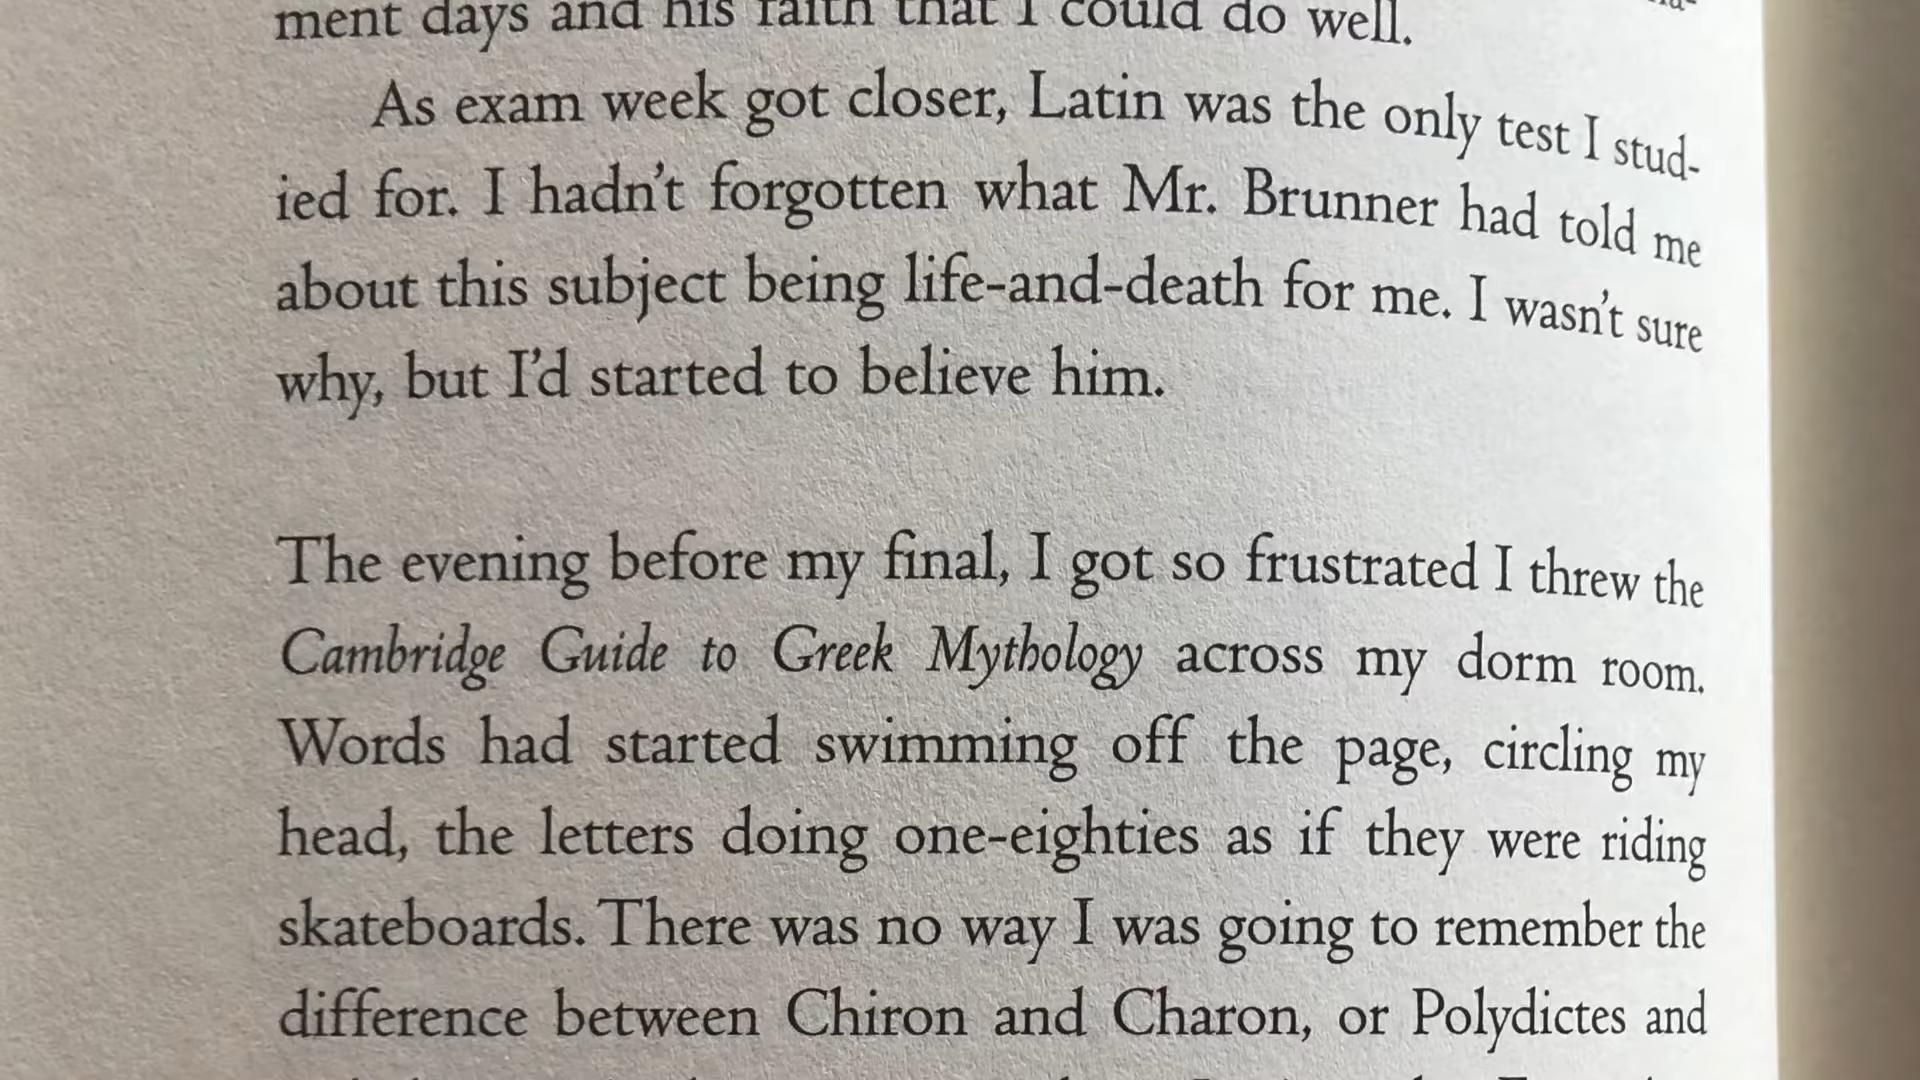 ment days and his faith that I could do well.
As exam week got closer, Latin was the only test I stud-
ied for. I hadn't forgotten what Mr. Brunner had told me
about this subject being life-and-death for me. I wasn't sure
why, but I'd started to believe him.
The evening before my final, I got so frustrated I threw the
Cambridge Guide to Greek Mythology across my dorm room.
Words had started swimming off the page, circling my
head, the letters doing one-eighties as if they were riding
skateboards. There was no way I was going to remember the
difference between Chiron and Charon, or Polydictes and